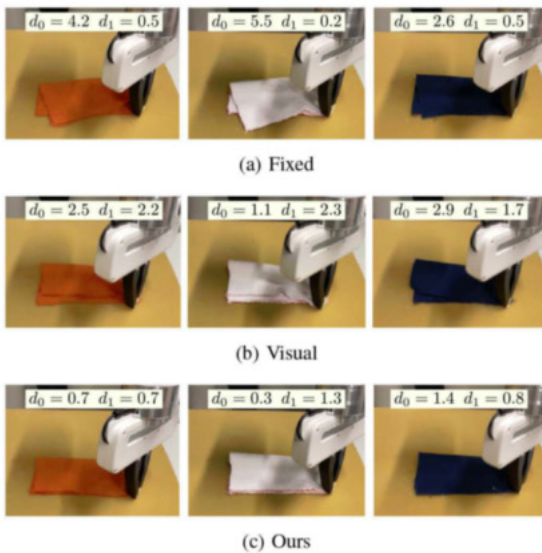 d₀ = 4.2 d₁ = 0.5
d₀ = 5.5 d₁ = 0.2
d₀ = 2.6 d₁ = 0.5
(a) Fixed
d₀ = 2.5 d₁ = 2.2
d₀ = 1.1 d₁ = 2.3
d₀ = 2.9 d₁ = 1.7
(b) Visual
d₀ = 0.7 d₁ = 0.7
d₀ = 0.3 d₁ = 1.3
d₀ = 1.4 d₁ = 0.8
(c) Ours